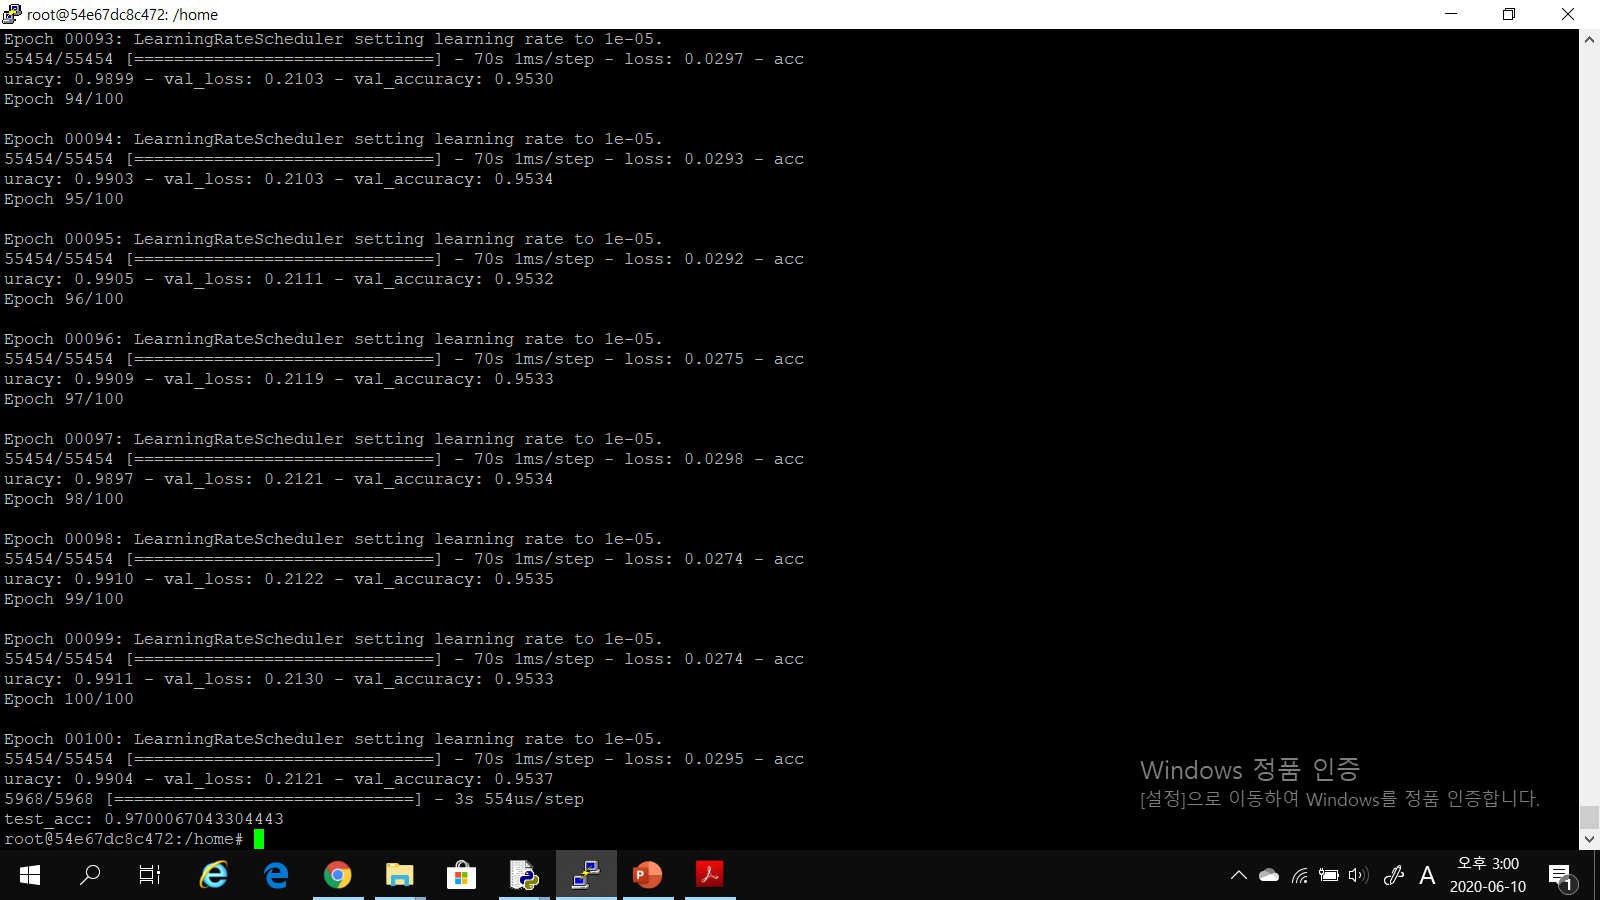 root@54e67dc8c472: /home
Epoch 00093: LearningRateScheduler setting learning rate to 1e-05.
55454/55454 [==============================] - 70s 1ms/step - loss: 0.0297 - acc
uracy: 0.9899 - val_loss: 0.2103 - val_accuracy: 0.9530
Epoch 94/100
Epoch 00094: LearningRateScheduler setting learning rate to 1e-05.
55454/55454 [==============================] - 70s 1ms/step - loss: 0.0293 - acc
uracy: 0.9903 - val_loss: 0.2103 - val_accuracy: 0.9534
Epoch 95/100
Epoch 00095: LearningRateScheduler setting learning rate to 1e-05.
55454/55454 [==============================] - 70s 1ms/step - loss: 0.0292 - acc
uracy: 0.9905 - val_loss: 0.2111 - val_accuracy: 0.9532
Epoch 96/100
Epoch 00096: LearningRateScheduler setting learning rate to 1e-05.
55454/55454 [==============================] - 70s 1ms/step - loss: 0.0275 - acc
uracy: 0.9909 - val_loss: 0.2119 - val_accuracy: 0.9533
Epoch 97/100
Epoch 00097: LearningRateScheduler setting learning rate to 1e-05.
55454/55454 [==============================] - 70s 1ms/step - loss: 0.0298 - acc
uracy: 0.9897 - val_loss: 0.2121 - val_accuracy: 0.9534
Epoch 98/100
Epoch 00098: LearningRateScheduler setting learning rate to 1e-05.
55454/55454 [==============================] - 70s 1ms/step - loss: 0.0274 - acc
uracy: 0.9910 - val_loss: 0.2122 - val_accuracy: 0.9535
Epoch 99/100
Epoch 00099: LearningRateScheduler setting learning rate to 1e-05.
55454/55454 [==============================] - 70s 1ms/step - loss: 0.0274 - acc
uracy: 0.9911 - val_loss: 0.2130 - val_accuracy: 0.9533
Epoch 100/100
Epoch 00100: LearningRateScheduler setting learning rate to 1e-05.
55454/55454 [==============================] - 70s 1ms/step - loss: 0.0295 - acc
uracy: 0.9904 - val_loss: 0.2121 - val_accuracy: 0.9537
5968/5968 [==============================] - 3s 554us/step
test_acc: 0.9700067043304443
root@54e67dc8c472:/home#
Windows 정품 인증
[설정]으로 이동하여 Windows를 정품 인증합니다.
A
오후 3:00
2020-06-10
1